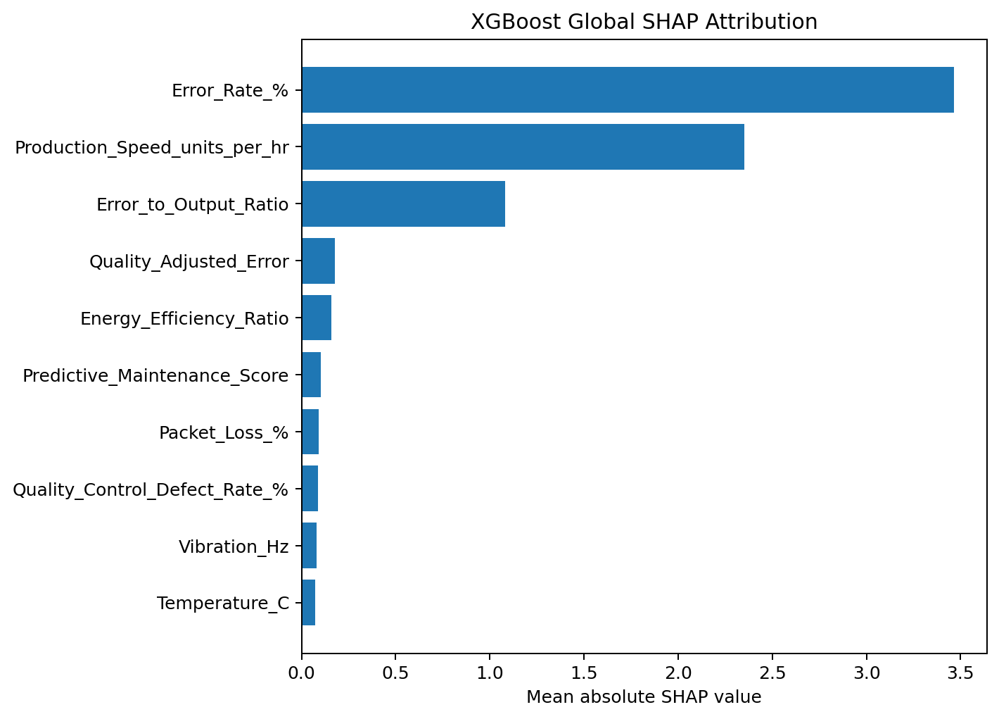 XGBoost Global SHAP Attribution
Error_Rate_%
Production_Speed_units_per_hr
Error_to_Output_Ratio
Quality_Adjusted_Error
Energy_Efficiency_Ratio
Predictive_Maintenance_Score
Packet_Loss_%
Quality_Control_Defect_Rate_%
Vibration_Hz
Temperature_C
0.0 0.5 1.0 1.5 2.0 2.5 3.0 3.5
Mean absolute SHAP value